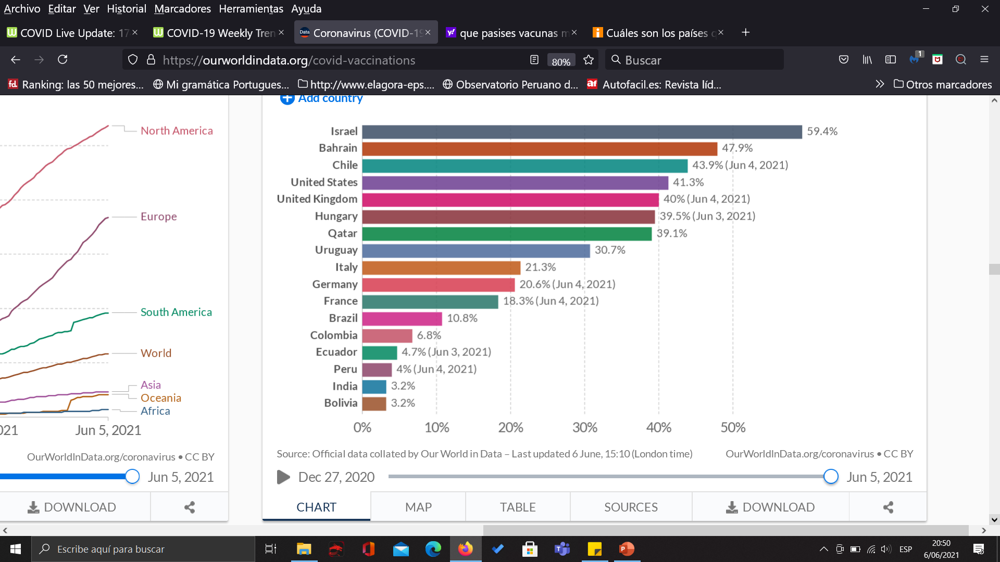 Archivo Editar Ver Historial Marcadores Herramientas Ayuda
COVID Live Update: 17
COVID-19 Weekly Tren
Coronavirus (COVID-19
que pasises vacunas m
Cuáles son los países q
https://ourworldindata.org/covid-vaccinations
80%
Buscar
1
Ranking: las 50 mejores...
Mi gramática Portugues...
http://www.elagora-eps....
Observatorio Peruano d...
Autofacil.es: Revista líd...
Otros marcadores
North America
Europe
South America
World
Asia
Oceania
Africa
021
Jun 5, 2021
OurWorldInData.org/coronavirus • CC BY
Jun 5, 2021
DOWNLOAD
Add country
Israel 59.4%
Bahrain 47.9%
Chile 43.9% (Jun 4, 2021)
United States 41.3%
United Kingdom 40% (Jun 4, 2021)
Hungary 39.5% (Jun 3, 2021)
Qatar 39.1%
Uruguay 30.7%
Italy 21.3%
Germany 20.6% (Jun 4, 2021)
France 18.3% (Jun 4, 2021)
Brazil 10.8%
Colombia 6.8%
Ecuador 4.7% (Jun 3, 2021)
Peru 4% (Jun 4, 2021)
India 3.2%
Bolivia 3.2%
0% 10% 20% 30% 40% 50%
Source: Official data collated by Our World in Data – Last updated 6 June, 15:10 (London time)
OurWorldInData.org/coronavirus • CC BY
Dec 27, 2020
Jun 5, 2021
CHART MAP TABLE SOURCES DOWNLOAD
Escribe aquí para buscar
ESP
20:50
6/06/2021